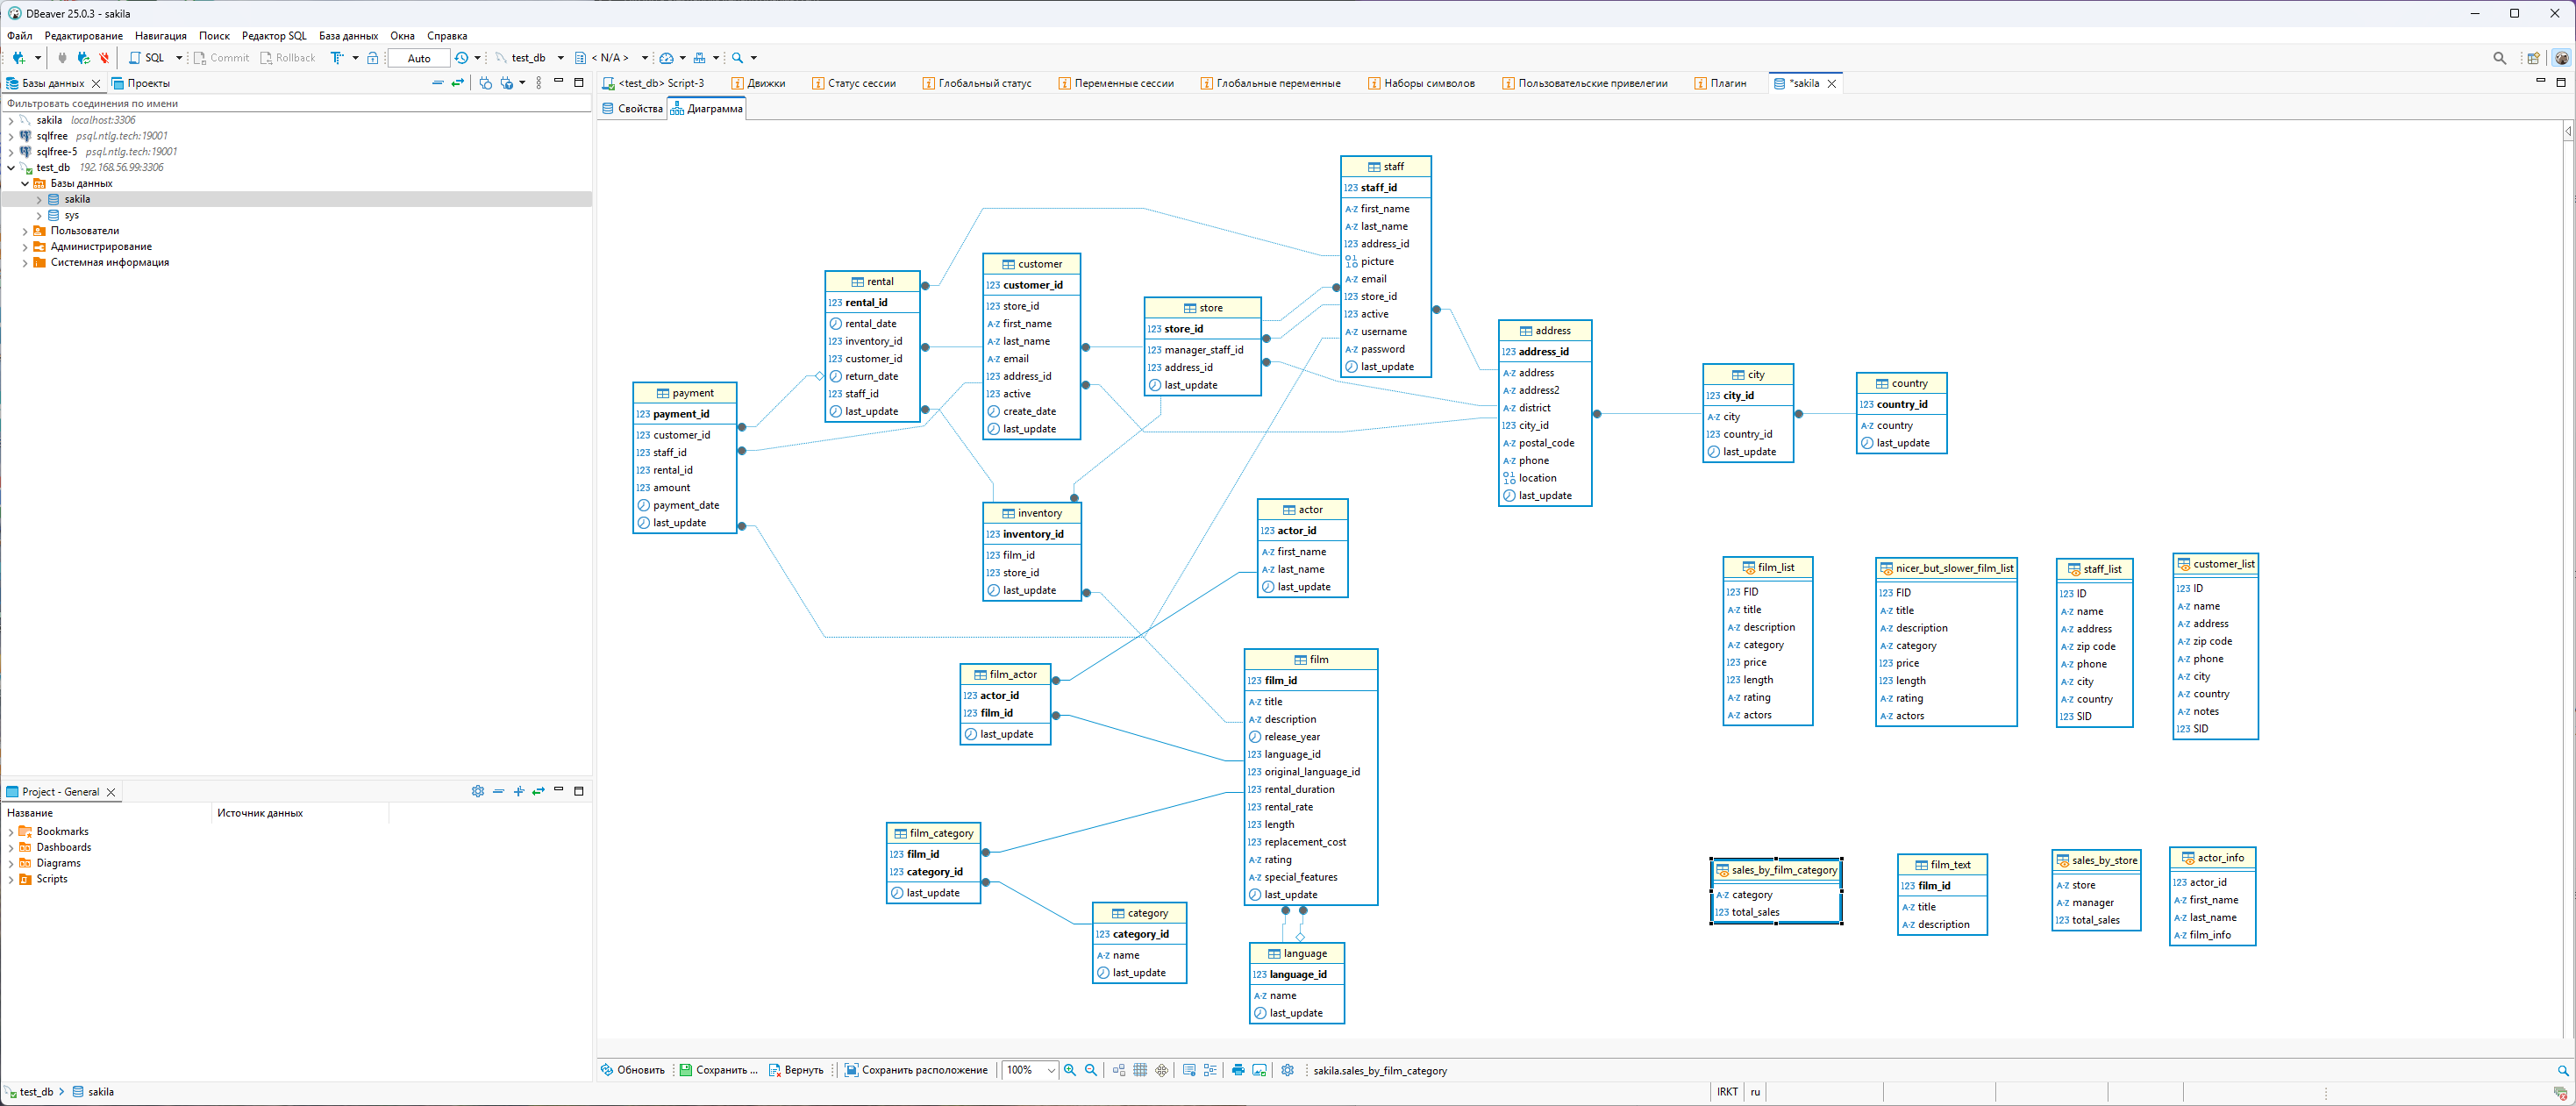 DBeaver 25.0.3 - sakila
Файл Редактирование Навигация Поиск Редактор SQL База данных Окна Справка
SQL Commit Rollback Auto test_db < N/A >
Базы данных Проекты
Фильтровать соединения по имени
sakila localhost:3306
sqlfree psql.ntlg.tech:19001
sqlfree-5 psql.ntlg.tech:19001
test_db 192.168.56.99:3306
Базы данных
sakila
sys
Пользователи
Администрирование
Системная информация
Project - General
Название Источник данных
Bookmarks
Dashboards
Diagrams
Scripts
<test_db> Script-3 Движки Статус сессии Глобальный статус Переменные сессии Глобальные переменные Наборы символов Пользовательские привелегии Плагин *sakila
Свойства Диаграмма
staff
123 staff_id
A-Z first_name
A-Z last_name
123 address_id
picture
A-Z email
123 store_id
123 active
A-Z username
A-Z password
last_update
rental
123 rental_id
rental_date
123 inventory_id
123 customer_id
return_date
123 staff_id
last_update
customer
123 customer_id
123 store_id
A-Z first_name
A-Z last_name
A-Z email
123 address_id
123 active
create_date
last_update
store
123 store_id
123 manager_staff_id
123 address_id
last_update
address
123 address_id
A-Z address
A-Z address2
A-Z district
123 city_id
A-Z postal_code
A-Z phone
location
last_update
city
123 city_id
A-Z city
123 country_id
last_update
country
123 country_id
A-Z country
last_update
payment
123 payment_id
123 customer_id
123 staff_id
123 rental_id
123 amount
payment_date
last_update
inventory
123 inventory_id
123 film_id
123 store_id
last_update
actor
123 actor_id
A-Z first_name
A-Z last_name
last_update
film_list
123 FID
A-Z title
A-Z description
A-Z category
123 price
123 length
A-Z rating
A-Z actors
nicer_but_slower_film_list
123 FID
A-Z title
A-Z description
A-Z category
123 price
123 length
A-Z rating
A-Z actors
staff_list
123 ID
A-Z name
A-Z address
A-Z zip code
A-Z phone
A-Z city
A-Z country
123 SID
customer_list
123 ID
A-Z name
A-Z address
A-Z zip code
A-Z phone
A-Z city
A-Z country
A-Z notes
123 SID
film_actor
123 actor_id
123 film_id
last_update
film
123 film_id
A-Z title
A-Z description
release_year
123 language_id
123 original_language_id
123 rental_duration
123 rental_rate
123 length
123 replacement_cost
A-Z rating
A-Z special_features
last_update
film_category
123 film_id
123 category_id
last_update
category
123 category_id
A-Z name
last_update
language
123 language_id
A-Z name
last_update
sales_by_film_category
A-Z category
123 total_sales
film_text
123 film_id
A-Z title
A-Z description
sales_by_store
A-Z store
A-Z manager
123 total_sales
actor_info
123 actor_id
A-Z first_name
A-Z last_name
A-Z film_info
Обновить Сохранить ... Вернуть Сохранить расположение 100% sakila.sales_by_film_category
test_db sakila IRKT ru